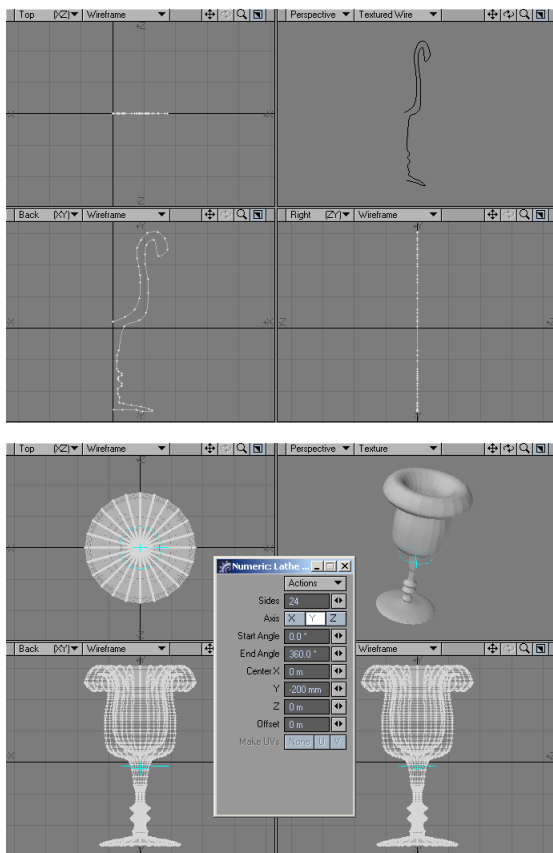 Top (XZ) Wireframe
Perspective Textured Wire
+Z
-X
-Z
Back (XY) Wireframe
Right (ZY) Wireframe
+Y
-X
+X
-Z
Top (XZ) Wireframe
Perspective Texture
Numeric: Lathe ...
Actions
Sides 24
Axis X Y Z
Start Angle 0.0 °
End Angle 360.0 °
Center X 0 m
Y -200 mm
Z 0 m
Offset 0 m
Make UVs None U V
Back (XY) Wireframe
Wireframe